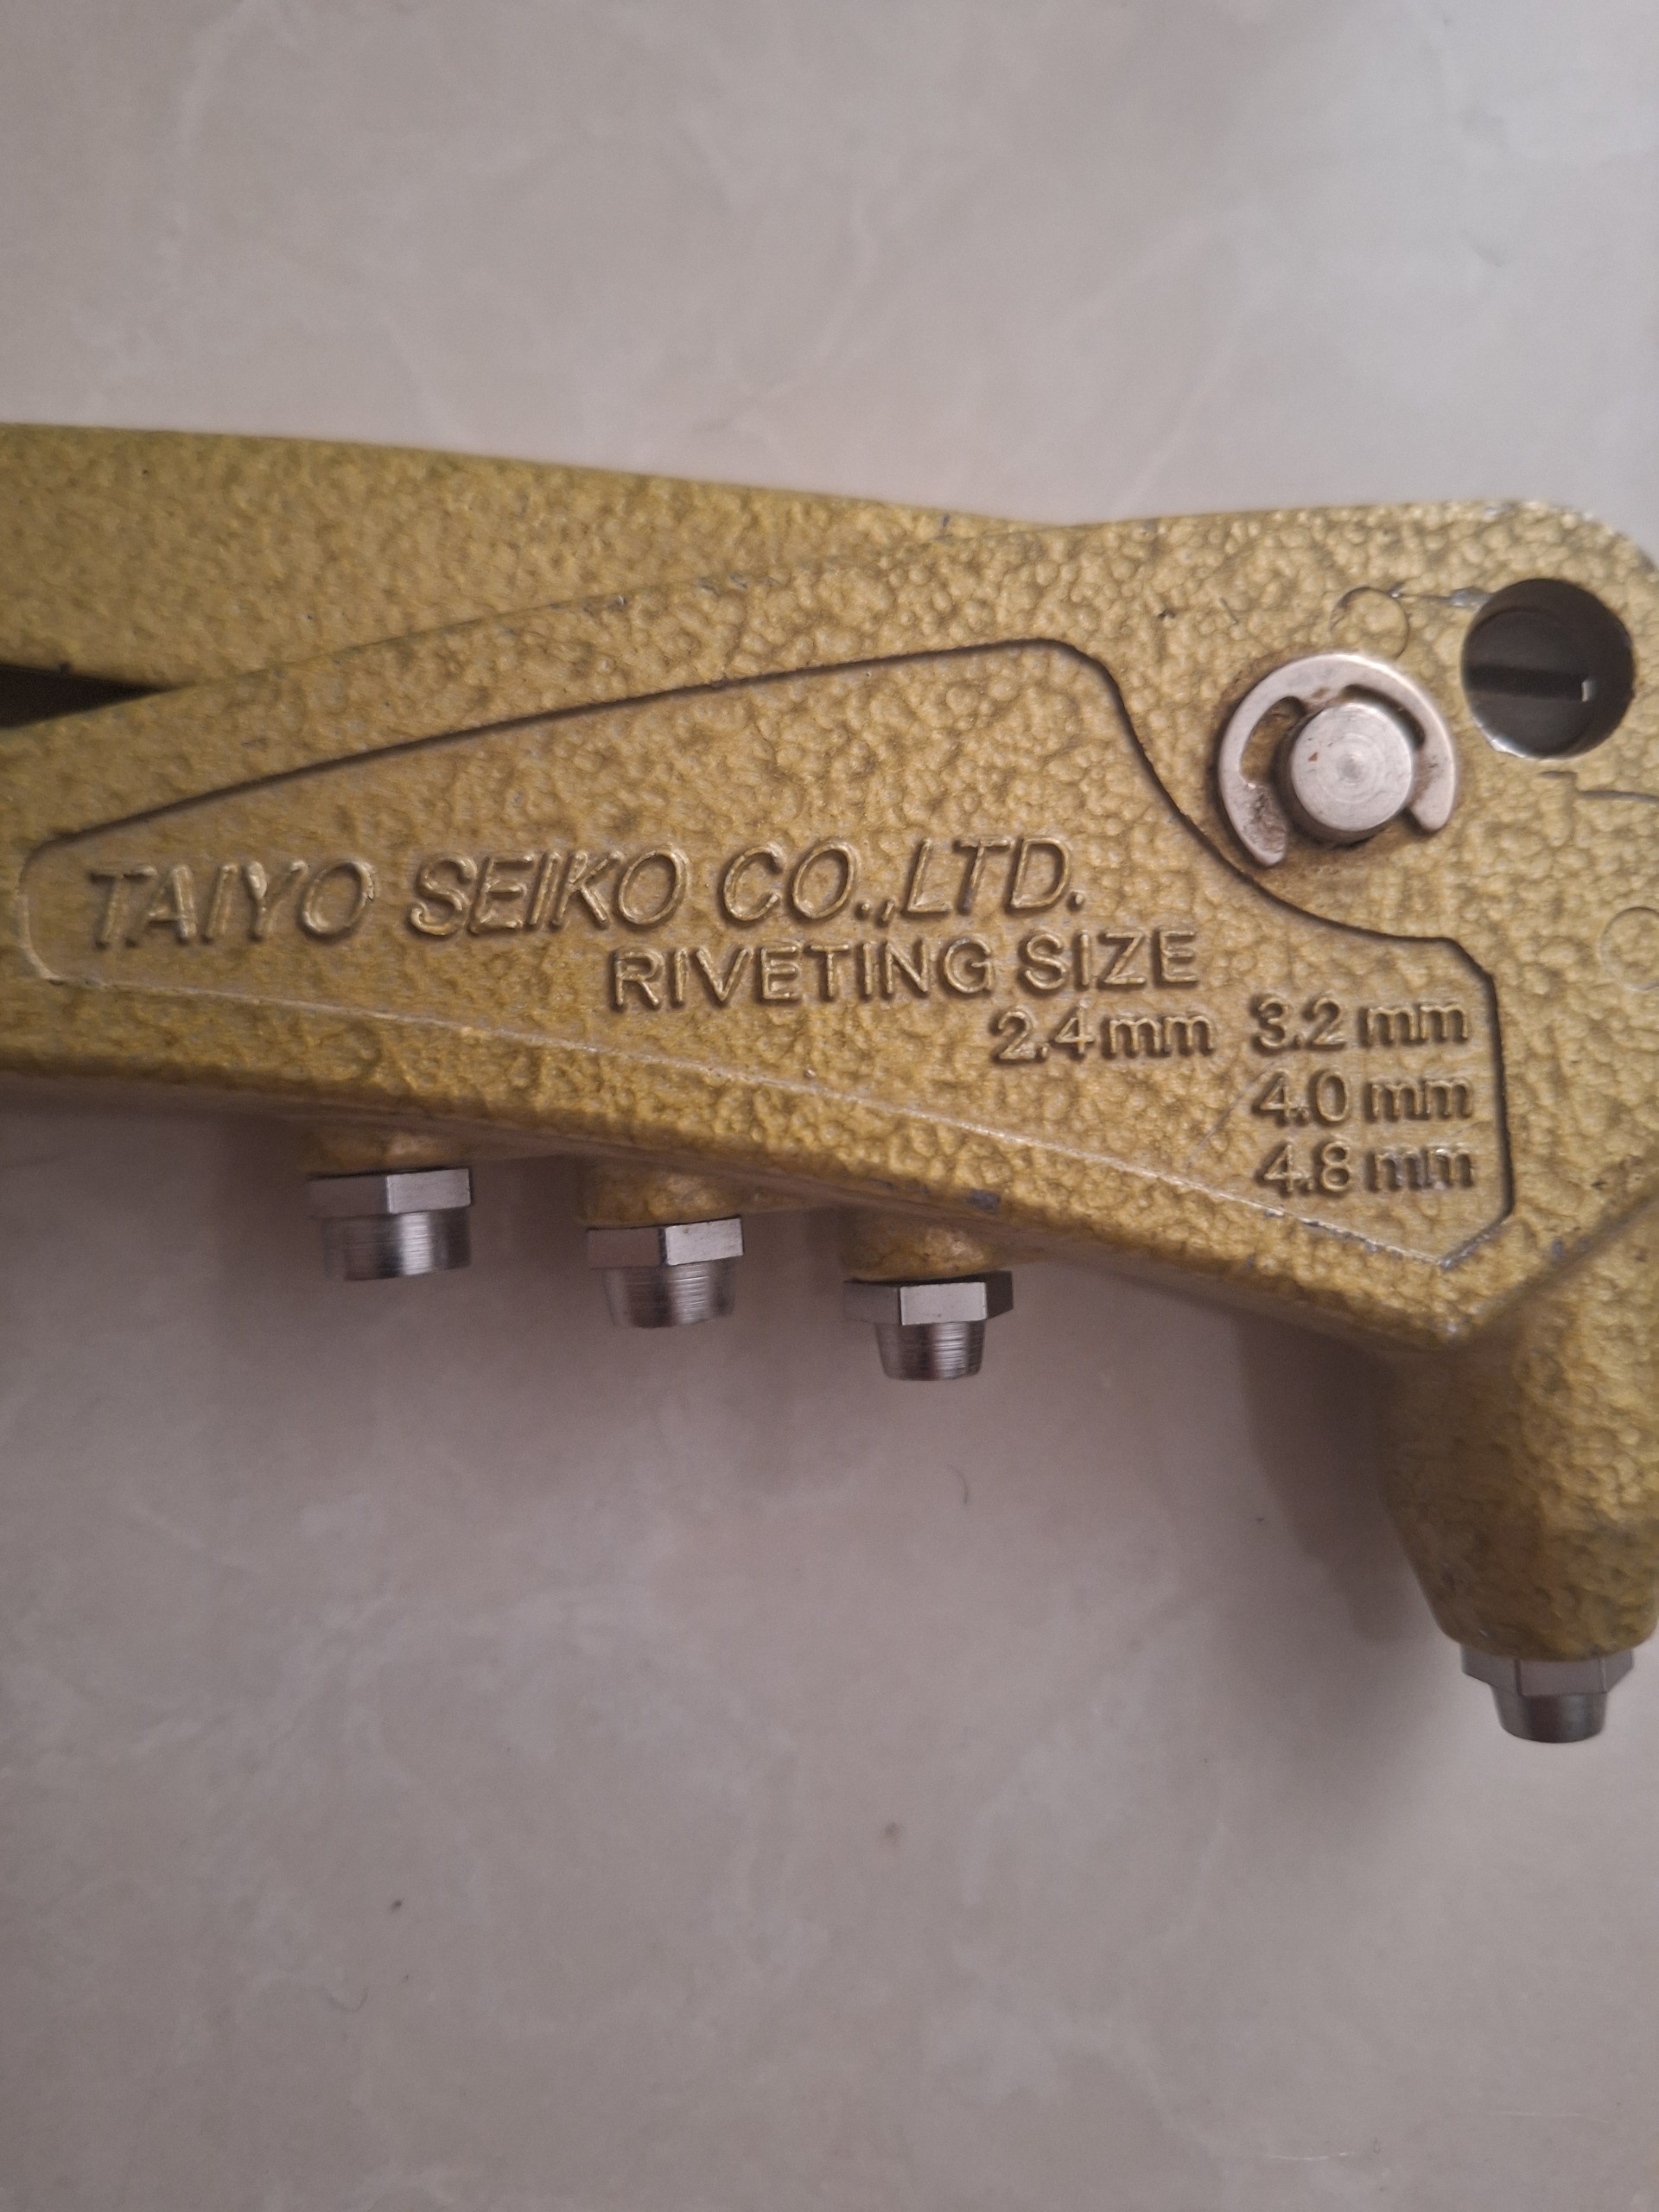 TAIYO SEIKO CO.,LTD.
RIVETING SIZE
2.4mm 3.2mm
4.0mm
4.8mm